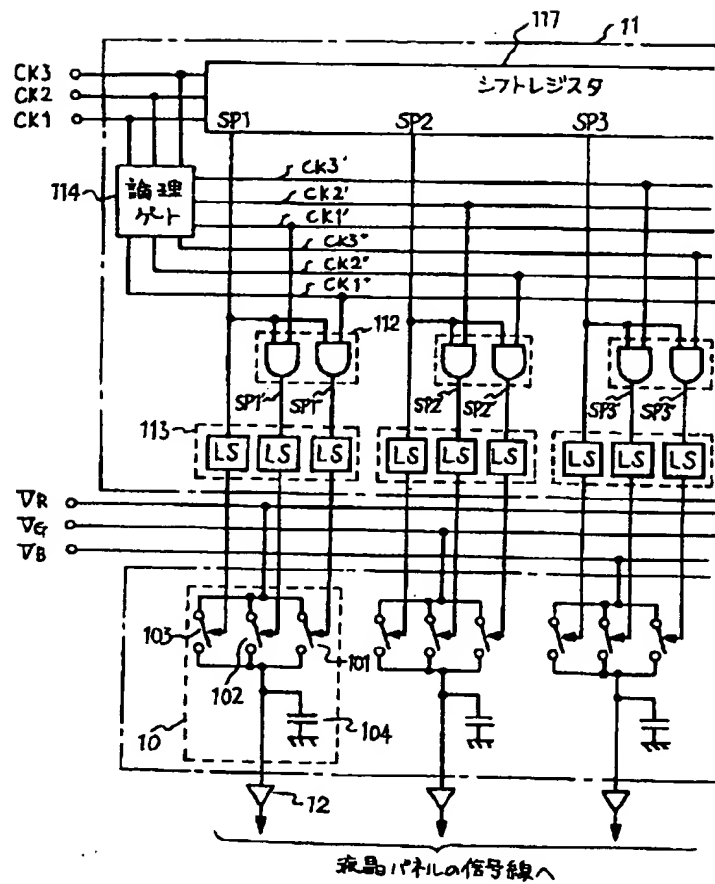 117
11
CK3
CK2
CK1
シフトレジスタ
SP1 SP2 SP3
114
論理
ゲート
CK3'
CK2'
CK1'
CK3"
CK2"
CK1"
112
SP1' SP1" SP2' SP2" SP3' SP3"
113
LS LS LS LS LS LS LS LS LS
VR
VG
VB
103
102
101
10
104
12
液晶パネルの信号線へ